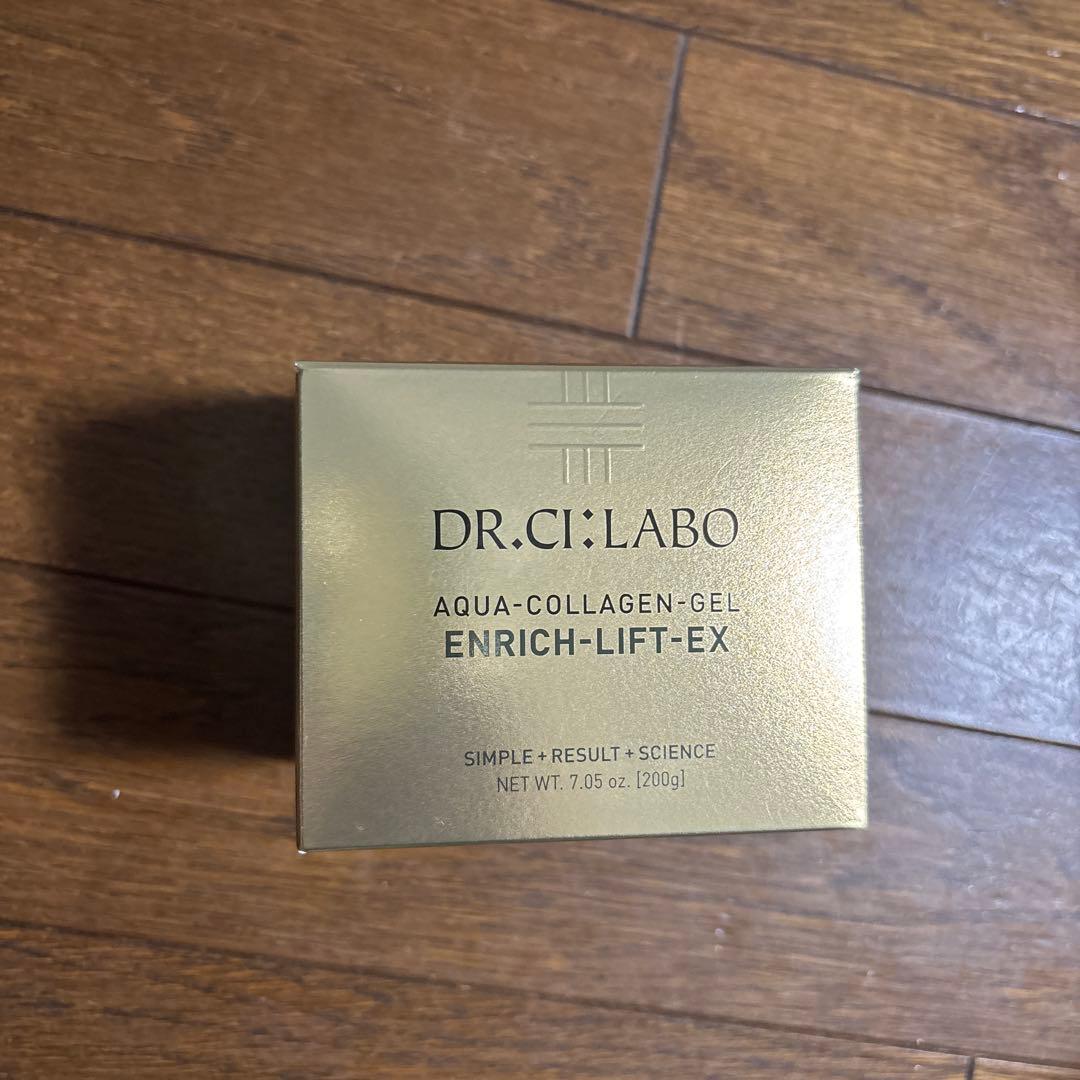 DR.CI:LABO
AQUA-COLLAGEN-GEL
ENRICH-LIFT-EX
SIMPLE+RESULT+SCIENCE
NET WT. 7.05 oz. [200g]